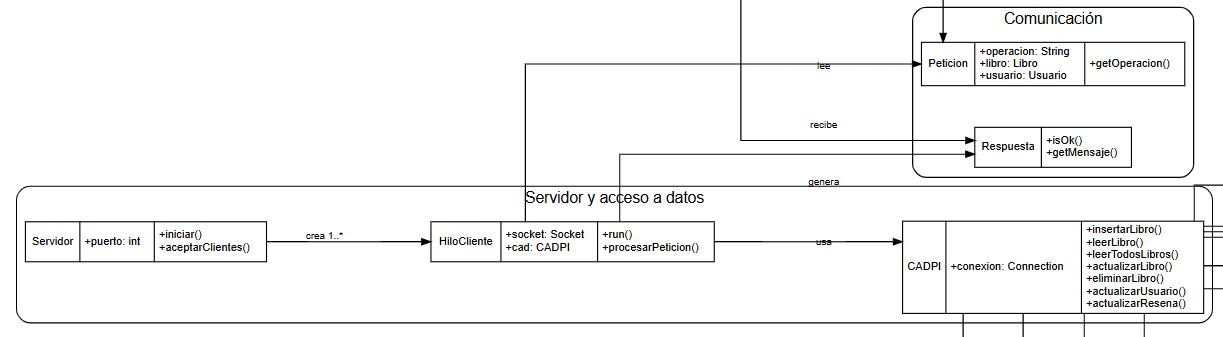 Comunicación
Peticion
+operacion: String
+libro: Libro
+usuario: Usuario
+getOperacion()
lee
recibe
Respuesta
+isOk()
+getMensaje()
genera
Servidor y acceso a datos
Servidor
+puerto: int
+iniciar()
+aceptarClientes()
crea 1..*
HiloCliente
+socket: Socket
+cad: CADPI
+run()
+procesarPeticion()
usa
CADPI
+conexion: Connection
+insertarLibro()
+leerLibro()
+leerTodosLibros()
+actualizarLibro()
+eliminarLibro()
+actualizarUsuario()
+actualizarResena()